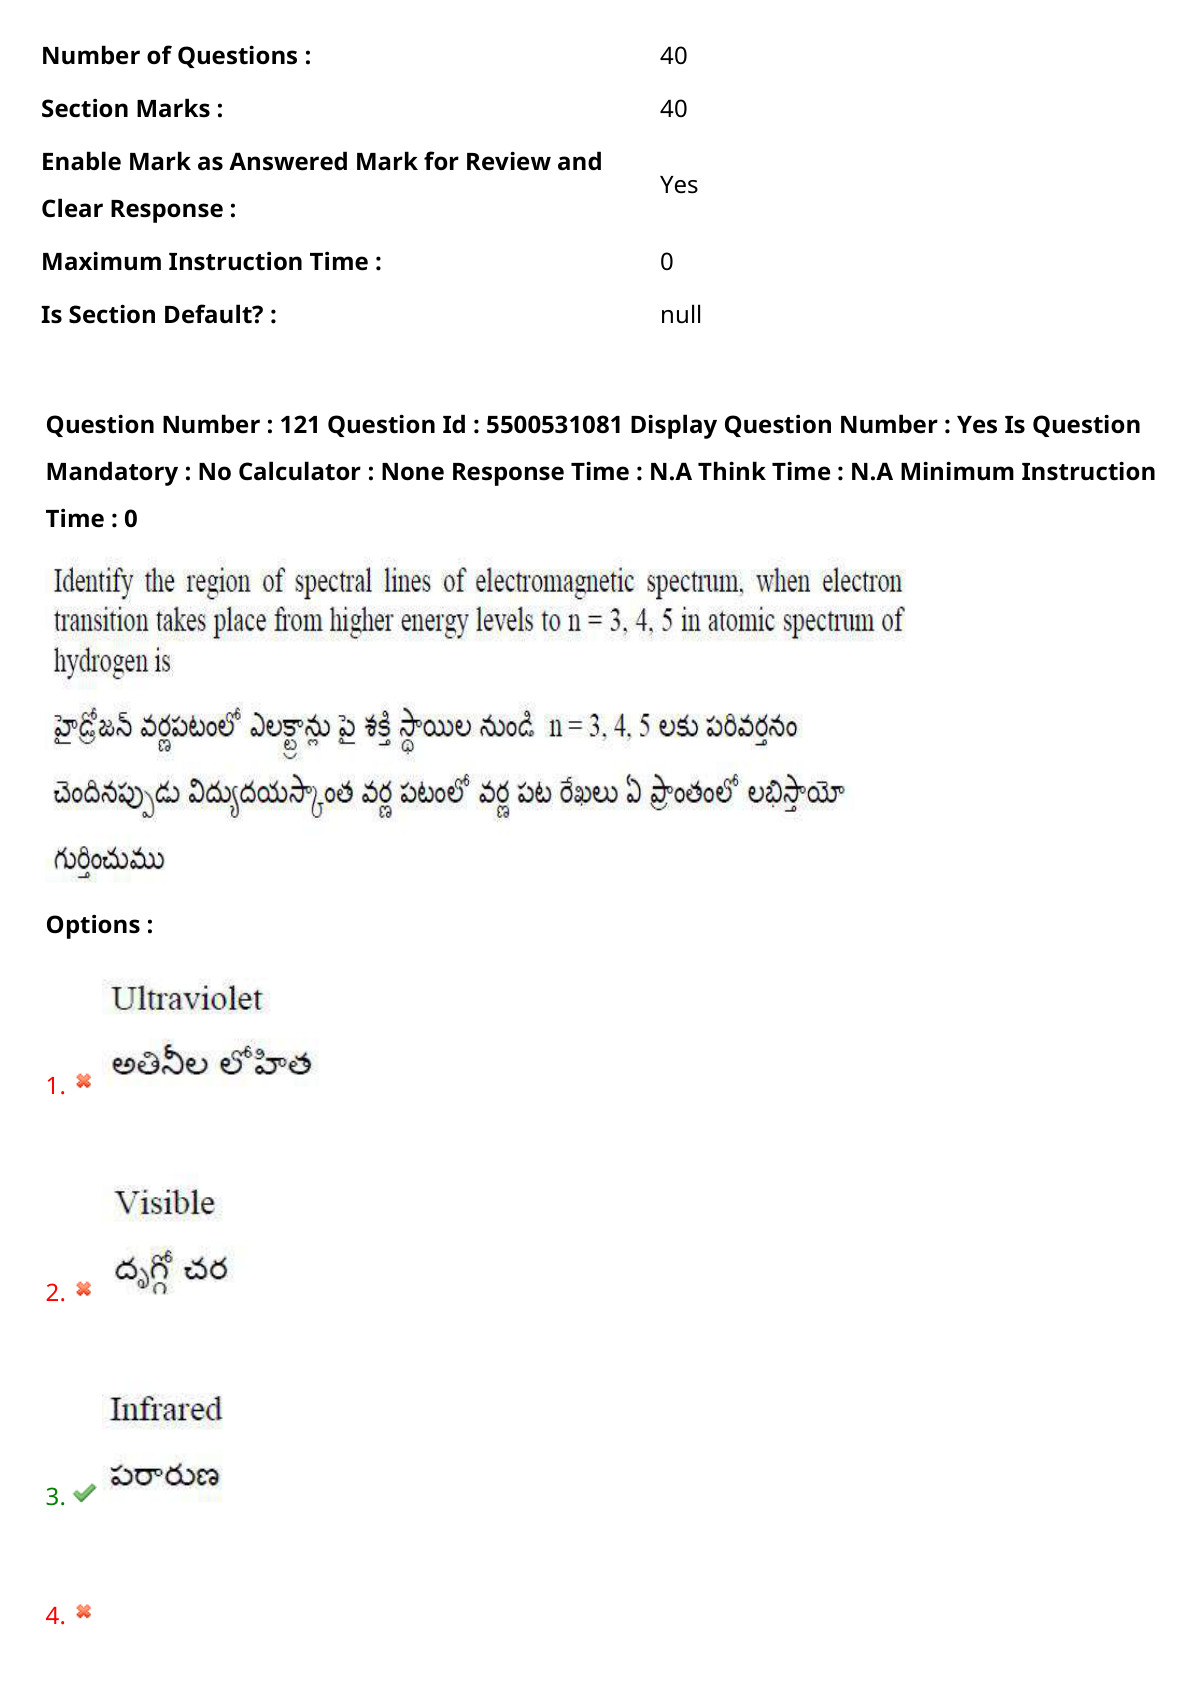 Number of Questions : 40
Section Marks : 40
Enable Mark as Answered Mark for Review and
Clear Response : Yes
Maximum Instruction Time : 0
Is Section Default? : null
Question Number : 121 Question Id : 5500531081 Display Question Number : Yes Is Question
Mandatory : No Calculator : None Response Time : N.A Think Time : N.A Minimum Instruction
Time : 0
Identify the region of spectral lines of electromagnetic spectrum, when electron
transition takes place from higher energy levels to n = 3, 4, 5 in atomic spectrum of
hydrogen is
హైడ్రోజన్ వర్ణపటంలో ఎలక్ట్రాన్లు పై శక్తి స్థాయిల నుండి n = 3, 4, 5 లకు పరివర్తనం
చెందినప్పుడు విద్యుదయస్కాంత వర్ణ పటంలో వర్ణ పట రేఖలు ఏ ప్రాంతంలో లభిస్తాయో
గుర్తించుము
Options :
Ultraviolet
అతినీల లోహిత
1.
Visible
దృగ్గో చర
2.
Infrared
పరారుణ
3.
4.